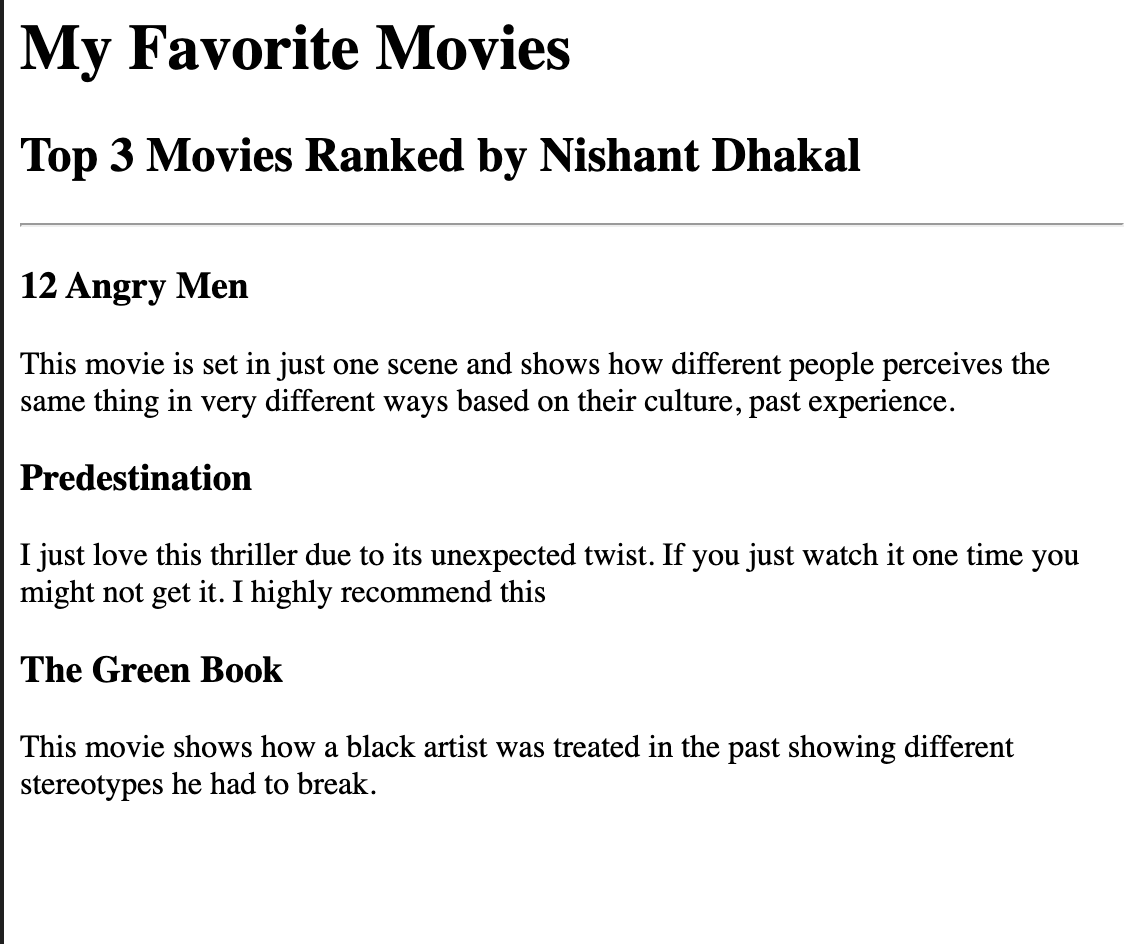 My Favorite Movies
Top 3 Movies Ranked by Nishant Dhakal
12 Angry Men
This movie is set in just one scene and shows how different people perceives the
same thing in very different ways based on their culture, past experience.
Predestination
I just love this thriller due to its unexpected twist. If you just watch it one time you
might not get it. I highly recommend this
The Green Book
This movie shows how a black artist was treated in the past showing different
stereotypes he had to break.